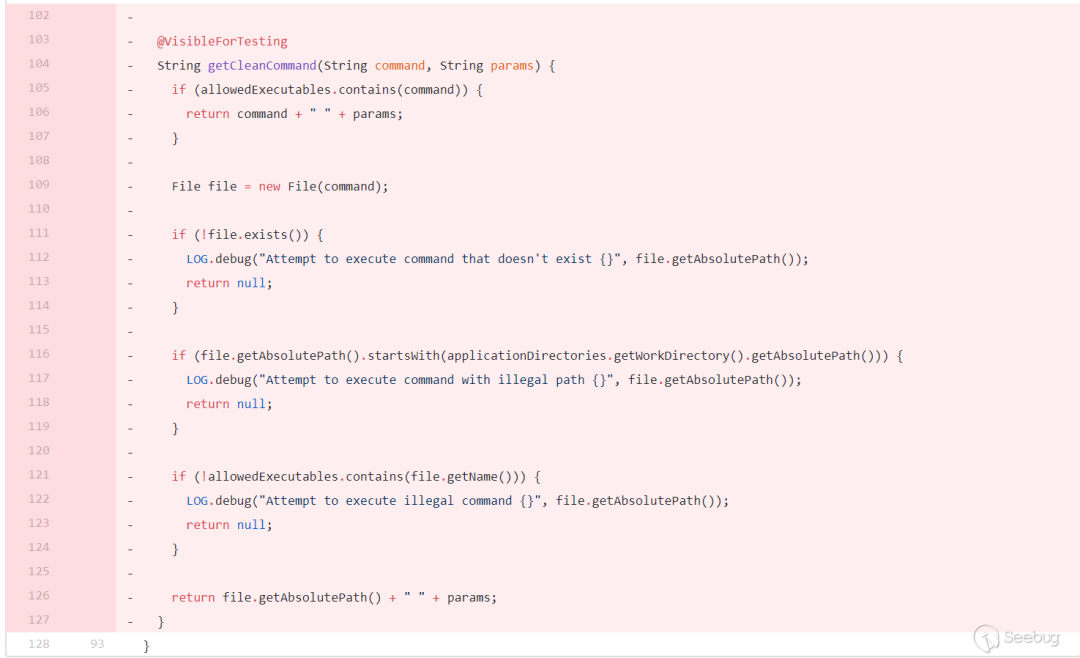 102 -
103 - @VisibleForTesting
104 - String getCleanCommand(String command, String params) {
105 - if (allowedExecutables.contains(command)) {
106 - return command + " " + params;
107 - }
108 -
109 - File file = new File(command);
110 -
111 - if (!file.exists()) {
112 - LOG.debug("Attempt to execute command that doesn't exist {}", file.getAbsolutePath());
113 - return null;
114 - }
115 -
116 - if (file.getAbsolutePath().startsWith(applicationDirectories.getWorkDirectory().getAbsolutePath())) {
117 - LOG.debug("Attempt to execute command with illegal path {}", file.getAbsolutePath());
118 - return null;
119 - }
120 -
121 - if (!allowedExecutables.contains(file.getName())) {
122 - LOG.debug("Attempt to execute illegal command {}", file.getAbsolutePath());
123 - return null;
124 - }
125 -
126 - return file.getAbsolutePath() + " " + params;
127 - }
128 93 }
Seebug